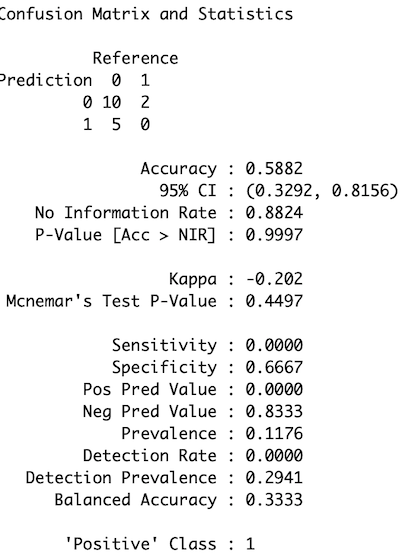 Confusion Matrix and Statistics
Reference
Prediction 0 1
0 10 2
1 5 0
Accuracy : 0.5882
95% CI : (0.3292, 0.8156)
No Information Rate : 0.8824
P-Value [Acc > NIR] : 0.9997
Kappa : -0.202
Mcnemar's Test P-Value : 0.4497
Sensitivity : 0.0000
Specificity : 0.6667
Pos Pred Value : 0.0000
Neg Pred Value : 0.8333
Prevalence : 0.1176
Detection Rate : 0.0000
Detection Prevalence : 0.2941
Balanced Accuracy : 0.3333
'Positive' Class : 1